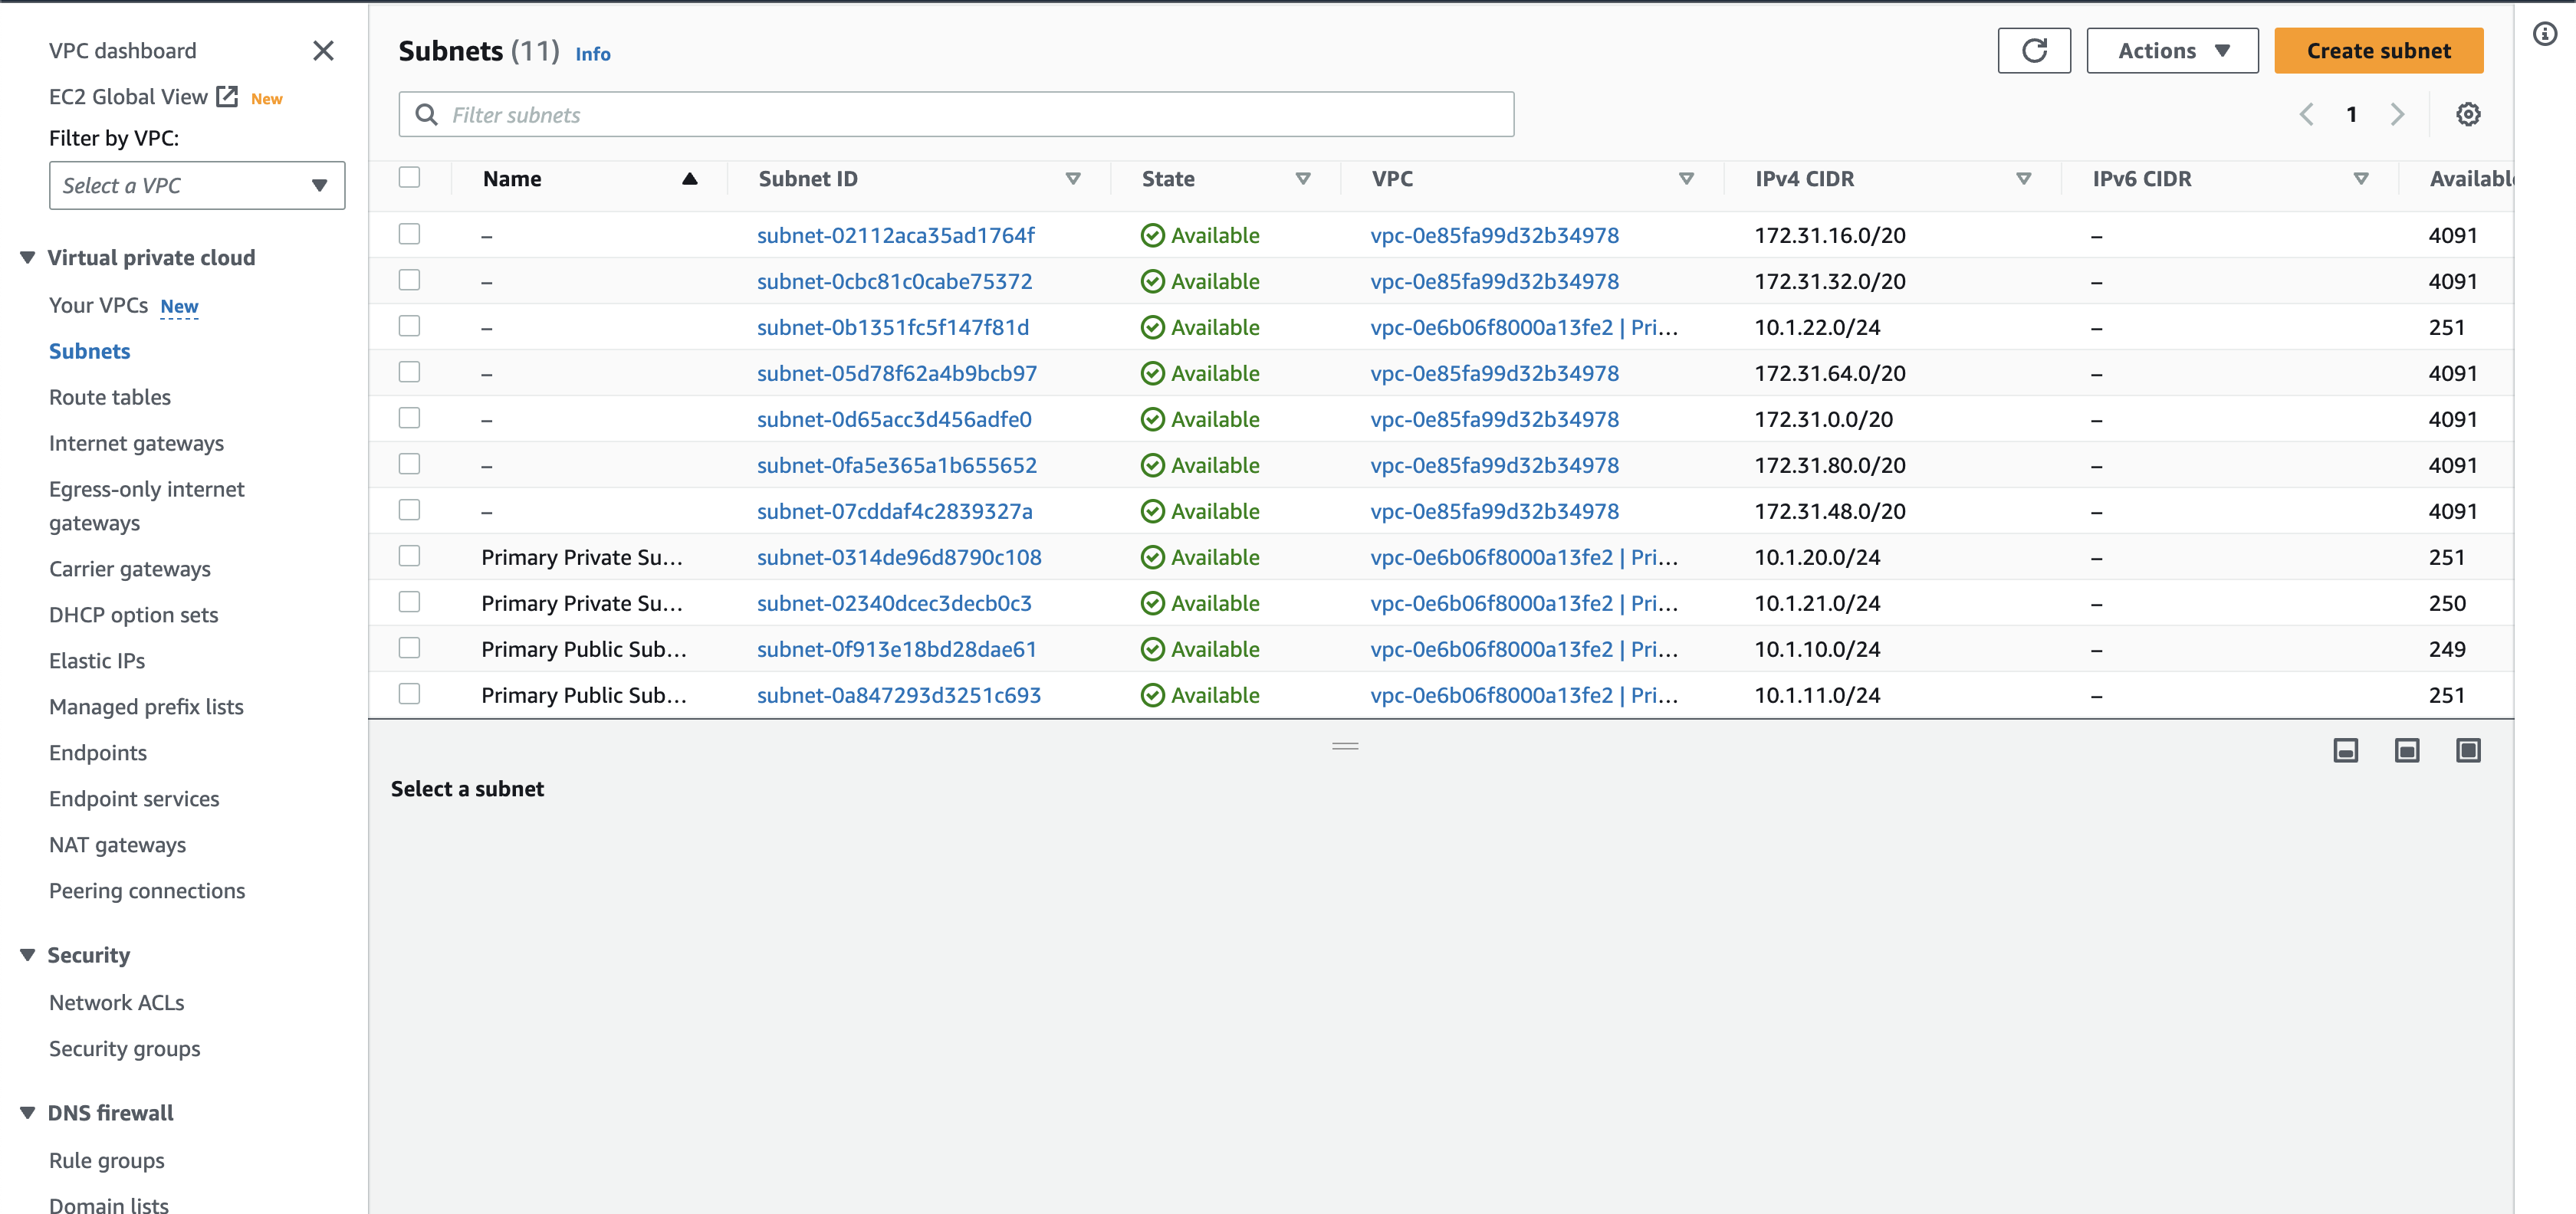 VPC dashboard
EC2 Global View New
Filter by VPC:
Select a VPC
Virtual private cloud
Your VPCs New
Subnets
Route tables
Internet gateways
Egress-only internet
gateways
Carrier gateways
DHCP option sets
Elastic IPs
Managed prefix lists
Endpoints
Endpoint services
NAT gateways
Peering connections
Security
Network ACLs
Security groups
DNS firewall
Rule groups
Domain lists
Subnets (11) Info
Actions
Create subnet
Filter subnets
1
Name Subnet ID State VPC IPv4 CIDR IPv6 CIDR Available
– subnet-02112aca35ad1764f Available vpc-0e85fa99d32b34978 172.31.16.0/20 – 4091
– subnet-0cbc81c0cabe75372 Available vpc-0e85fa99d32b34978 172.31.32.0/20 – 4091
– subnet-0b1351fc5f147f81d Available vpc-0e6b06f8000a13fe2 | Pri... 10.1.22.0/24 – 251
– subnet-05d78f62a4b9bcb97 Available vpc-0e85fa99d32b34978 172.31.64.0/20 – 4091
– subnet-0d65acc3d456adfe0 Available vpc-0e85fa99d32b34978 172.31.0.0/20 – 4091
– subnet-0fa5e365a1b655652 Available vpc-0e85fa99d32b34978 172.31.80.0/20 – 4091
– subnet-07cddaf4c2839327a Available vpc-0e85fa99d32b34978 172.31.48.0/20 – 4091
Primary Private Su... subnet-0314de96d8790c108 Available vpc-0e6b06f8000a13fe2 | Pri... 10.1.20.0/24 – 251
Primary Private Su... subnet-02340dcec3decb0c3 Available vpc-0e6b06f8000a13fe2 | Pri... 10.1.21.0/24 – 250
Primary Public Sub... subnet-0f913e18bd28dae61 Available vpc-0e6b06f8000a13fe2 | Pri... 10.1.10.0/24 – 249
Primary Public Sub... subnet-0a847293d3251c693 Available vpc-0e6b06f8000a13fe2 | Pri... 10.1.11.0/24 – 251
Select a subnet